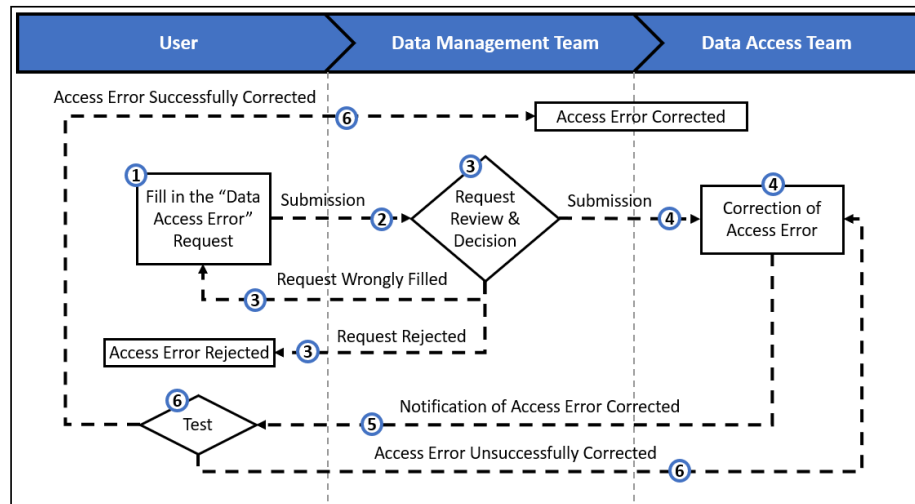 User
Data Management Team
Data Access Team
Access Error Successfully Corrected
6
Access Error Corrected
1
Fill in the “Data
Access Error”
Request
Submission
2
3
Request
Review &
Decision
Submission
4
4
Correction of
Access Error
Request Wrongly Filled
3
Request Rejected
3
Access Error Rejected
6
Test
Notification of Access Error Corrected
5
Access Error Unsuccessfully Corrected
6